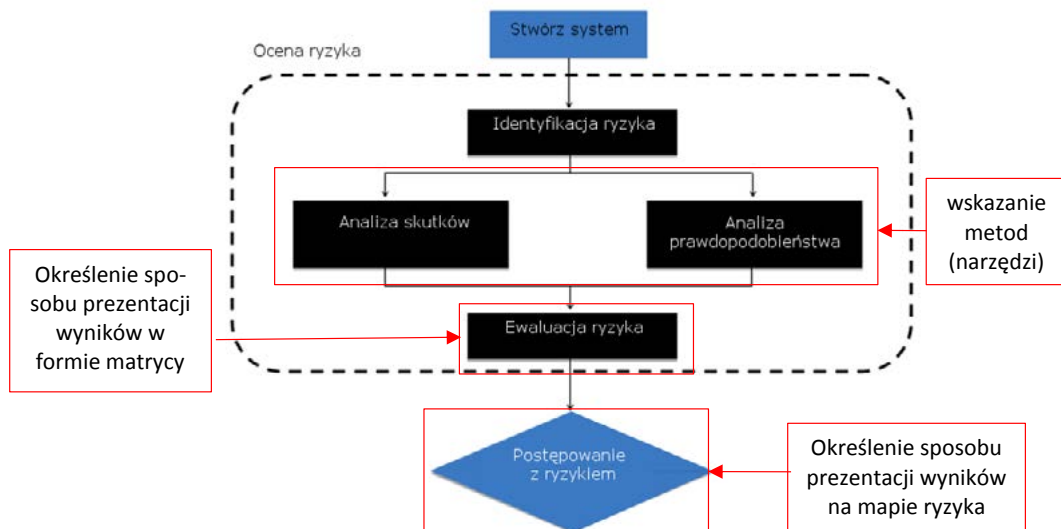 Stwórz system
Ocena ryzyka
Identyfikacja ryzyka
Analiza skutków
Analiza
prawdopodobieństwa
wskazanie
metod
(narzędzi)
Określenie spo-
sobu prezentacji
wyników w
formie matrycy
Ewaluacja ryzyka
Postępowanie
z ryzykiem
Określenie sposobu
prezentacji wyników
na mapie ryzyka